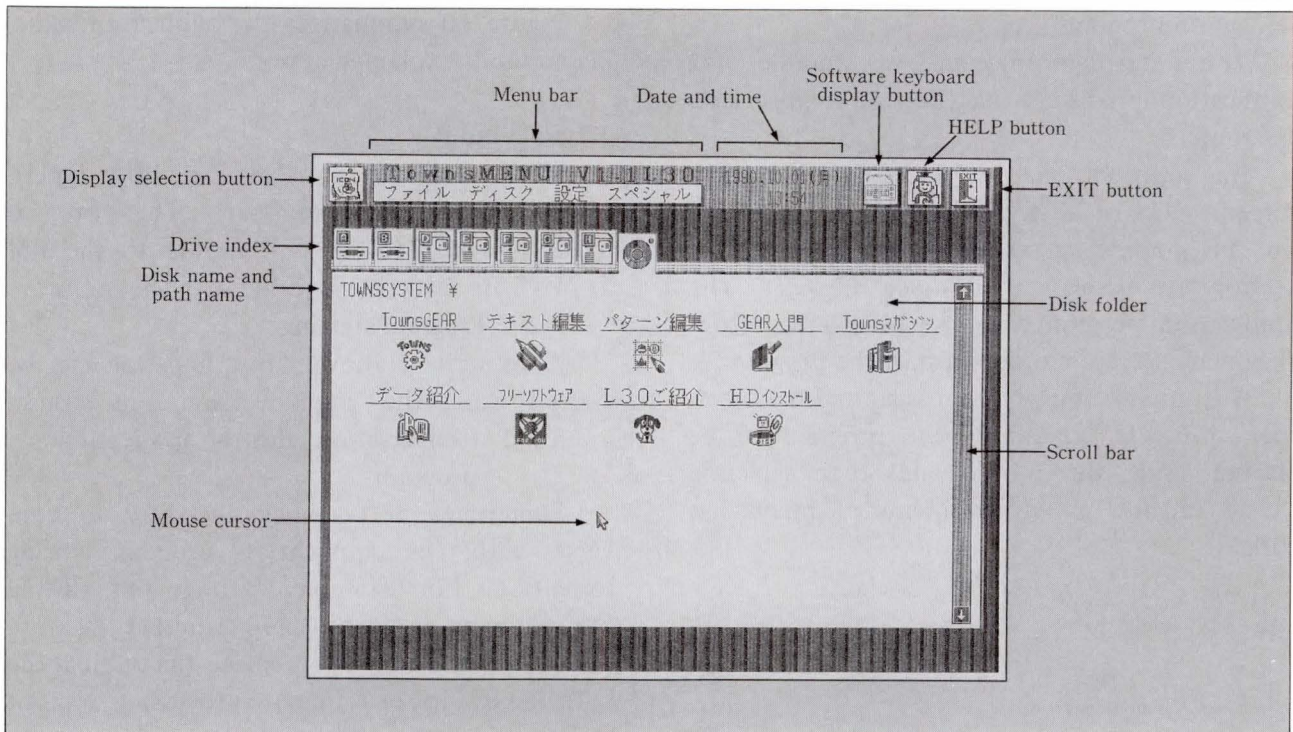 Software keyboard
display button
Menu bar
Date and time
HELP button
Display selection button
TownsMENU V1.1L30
ファイル ディスク 設定 スペシャル
13:54
EXIT
EXIT button
Drive index
Disk name and
path name
TOWNSSYSTEM ¥
Disk folder
TownsGEAR
テキスト編集
パターン編集
GEAR入門
Townsマガジン
TOWNS
データ紹介
フリーソフトウェア
L30ご紹介
HDインストール
FOR YOU
Scroll bar
Mouse cursor